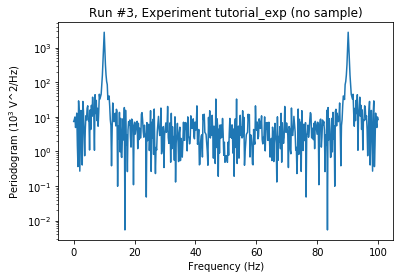 Run #3, Experiment tutorial_exp (no sample)
Periodogram (10³ V^2/Hz)
10³
10²
10¹
10⁰
10⁻¹
10⁻²
0 20 40 60 80 100
Frequency (Hz)